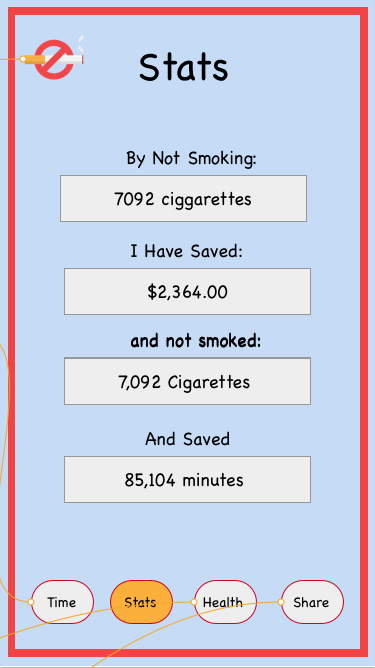 Stats
By Not Smoking:
7092 ciggarettes
I Have Saved:
$2,364.00
and not smoked:
7,092 Cigarettes
And Saved
85,104 minutes
Time Stats Health Share